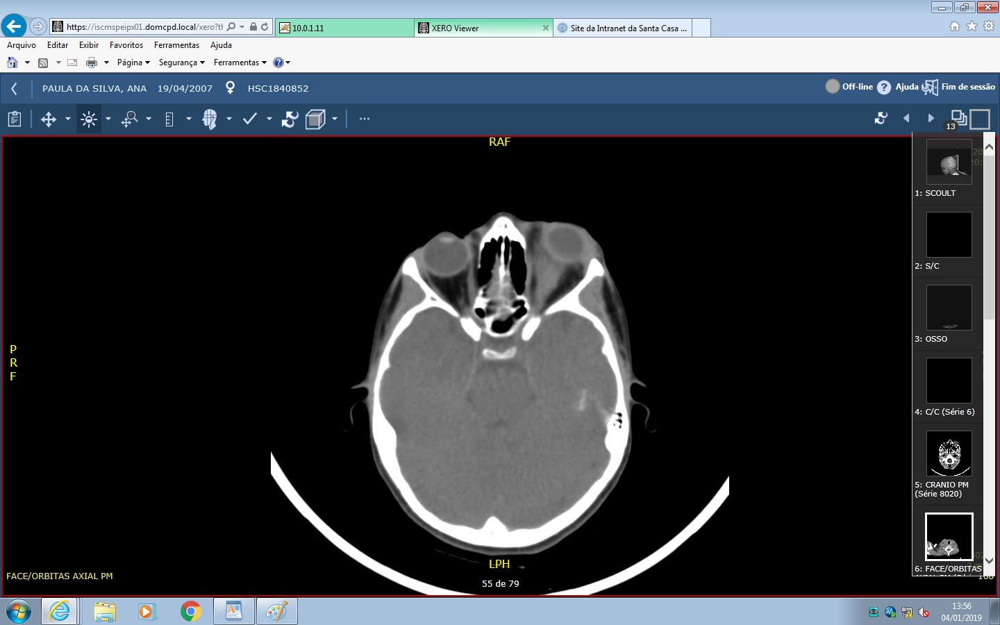 https://iscmspeipx01.domcpd.local/xero?tl
10.0.1.11
XERO Viewer
Site da Intranet da Santa Casa ...
Arquivo Editar Exibir Favoritos Ferramentas Ajuda
Página Segurança Ferramentas
PAULA DA SILVA, ANA 19/04/2007 HSC1840852
Off-line ? Ajuda Fim de sessão
13
RAF
1: SCOULT
2: S/C
3: OSSO
4: C/C (Série 6)
5: CRANIO PM
(Série 8020)
6: FACE/ORBITAS
P
R
F
LPH
FACE/ORBITAS AXIAL PM
55 de 79
13:56
04/01/2019